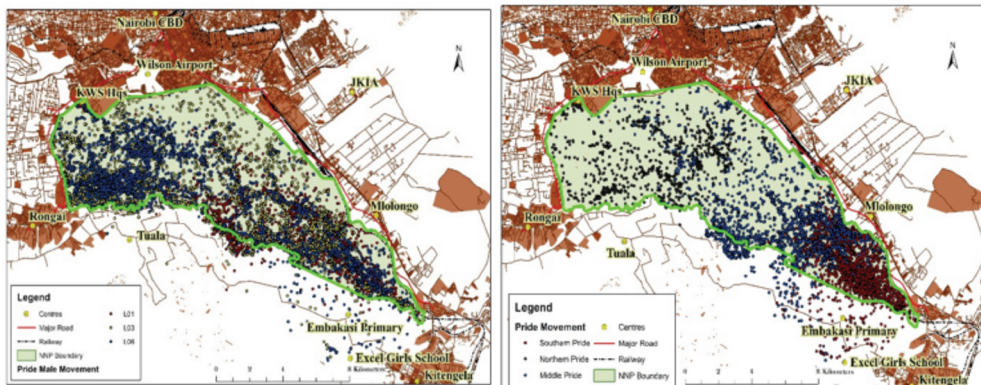 Nairobi CBD
Wilson Airport
N
KWS Hqs
JKIA
Rongai
Mlolongo
Tuala
Legend
Centres
L01
Major Road
L03
Railway
L06
NNP Boundary
Pride Male Movement
Embakasi Primary
Excel Girls School
8 Kilometers
Kitengela
Nairobi CBD
Wilson Airport
N
KWS Hqs
JKIA
Rongai
Mlolongo
Tuala
Legend
Pride Movement
Centres
Southern Pride
Major Road
Northern Pride
Railway
Middle Pride
NNP Boundary
Embakasi Primary
Excel Girls School
8 Kilometers
Kitengela